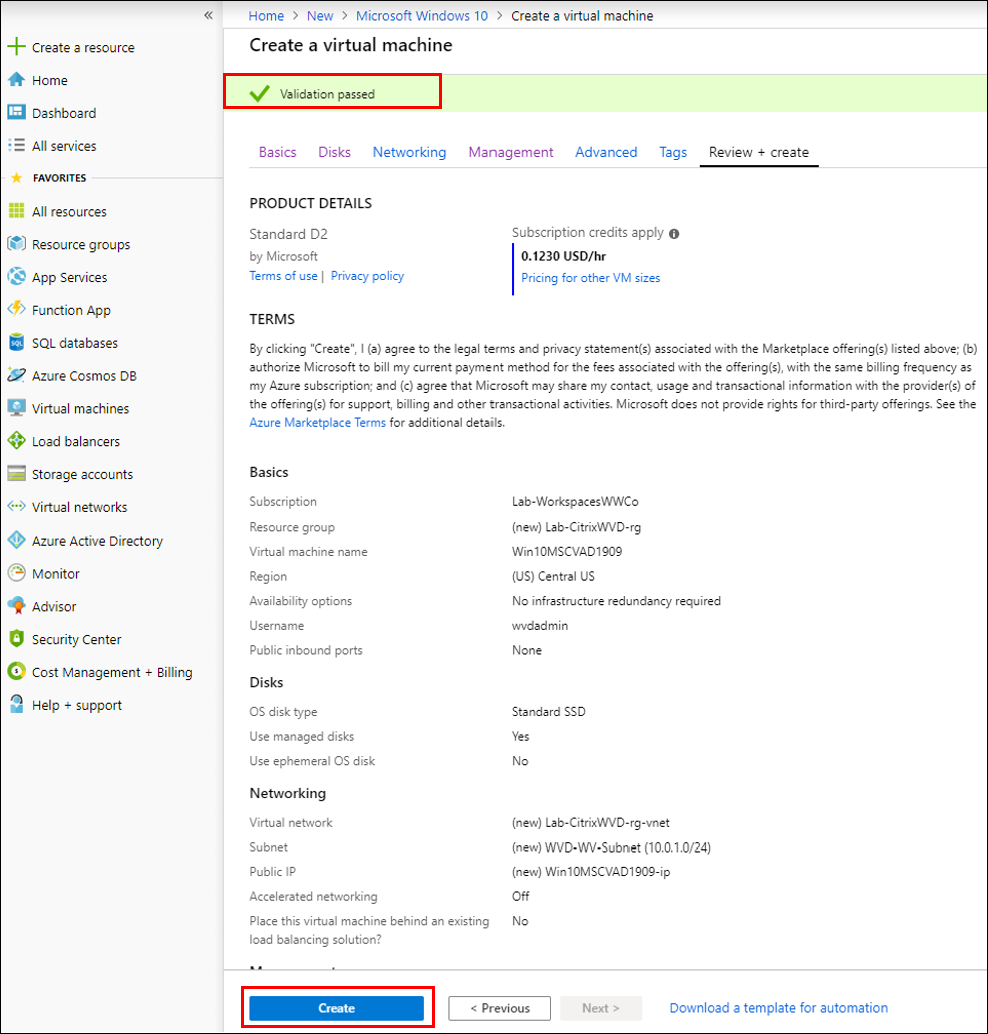 «
Create a resource
Home
Dashboard
All services
FAVORITES
All resources
Resource groups
App Services
Function App
SQL databases
Azure Cosmos DB
Virtual machines
Load balancers
Storage accounts
Virtual networks
Azure Active Directory
Monitor
Advisor
Security Center
Cost Management + Billing
Help + support
Home > New > Microsoft Windows 10 > Create a virtual machine
Create a virtual machine
Validation passed
Basics Disks Networking Management Advanced Tags Review + create
PRODUCT DETAILS
Standard D2
by Microsoft
Terms of use | Privacy policy
Subscription credits apply
0.1230 USD/hr
Pricing for other VM sizes
TERMS
By clicking "Create", I (a) agree to the legal terms and privacy statement(s) associated with the Marketplace offering(s) listed above; (b)
authorize Microsoft to bill my current payment method for the fees associated with the offering(s), with the same billing frequency as
my Azure subscription; and (c) agree that Microsoft may share my contact, usage and transactional information with the provider(s) of
the offering(s) for support, billing and other transactional activities. Microsoft does not provide rights for third-party offerings. See the
Azure Marketplace Terms for additional details.
Basics
Subscription Lab-WorkspacesWWCo
Resource group (new) Lab-CitrixWVD-rg
Virtual machine name Win10MSCVAD1909
Region (US) Central US
Availability options No infrastructure redundancy required
Username wvdadmin
Public inbound ports None
Disks
OS disk type Standard SSD
Use managed disks Yes
Use ephemeral OS disk No
Networking
Virtual network (new) Lab-CitrixWVD-rg-vnet
Subnet (new) WVD-WV-Subnet (10.0.1.0/24)
Public IP (new) Win10MSCVAD1909-ip
Accelerated networking Off
Place this virtual machine behind an existing No
load balancing solution?
Create < Previous Next > Download a template for automation